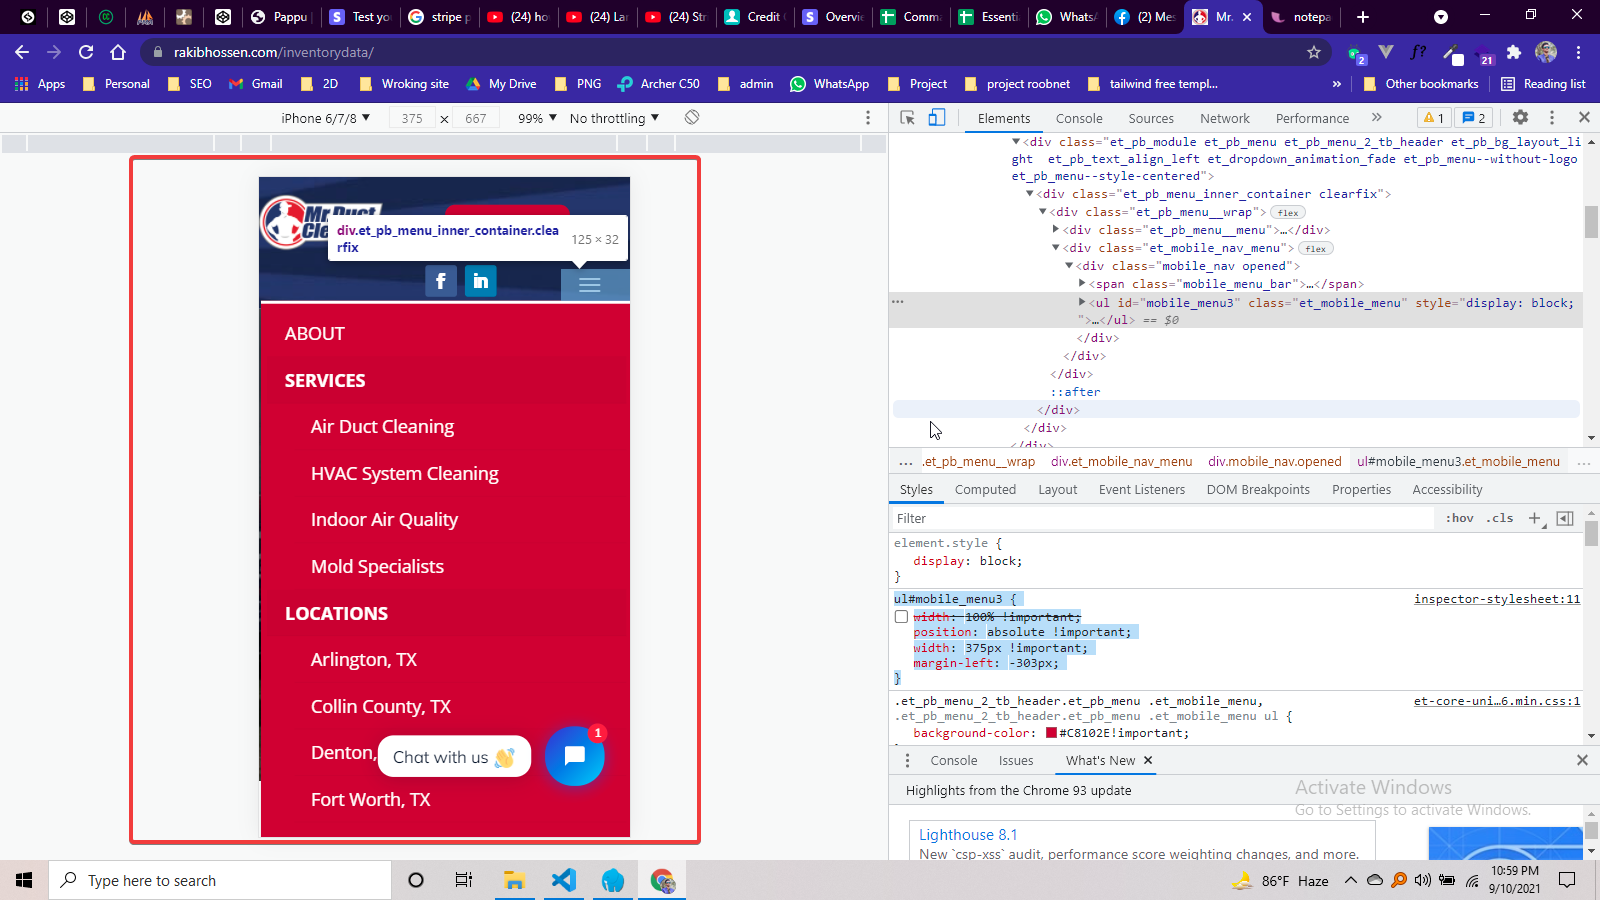 Pappu
Test yo
stripe p
(24) ho
(24) Lar
(24) Str
Credit
Overvi
Comma
Essenti
WhatsA
(2) Mes
Mr.
notepa
rakibhossen.com/inventorydata/
2
21
Apps
Personal
SEO
Gmail
2D
Wroking site
My Drive
PNG
Archer C50
admin
WhatsApp
Project
project roobnet
tailwind free templ...
»
Other bookmarks
Reading list
iPhone 6/7/8 ▼
375
×
667
99% ▼
No throttling ▼
Elements
Console
Sources
Network
Performance
»
1
2
Mr Duct
Cle
div.et_pb_menu_inner_container.clea
rfix
125 × 32
f
in
ABOUT
SERVICES
Air Duct Cleaning
HVAC System Cleaning
Indoor Air Quality
Mold Specialists
LOCATIONS
Arlington, TX
Collin County, TX
Denton,
Fort Worth, TX
Chat with us 👋
1
▼<div class="et_pb_module et_pb_menu et_pb_menu_2_tb_header et_pb_bg_layout_li
ght  et_pb_text_align_left et_dropdown_animation_fade et_pb_menu--without-logo
et_pb_menu--style-centered">
▼<div class="et_pb_menu_inner_container clearfix">
▼<div class="et_pb_menu__wrap"> flex
▶<div class="et_pb_menu__menu">…</div>
▼<div class="et_mobile_nav_menu"> flex
▼<div class="mobile_nav opened">
▶<span class="mobile_menu_bar">…</span>
▶<ul id="mobile_menu3" class="et_mobile_menu" style="display: block;
">…</ul> == $0
</div>
</div>
</div>
::after
</div>
</div>
</div>
...
.et_pb_menu__wrap
div.et_mobile_nav_menu
div.mobile_nav.opened
ul#mobile_menu3.et_mobile_menu
...
Styles
Computed
Layout
Event Listeners
DOM Breakpoints
Properties
Accessibility
Filter
:hov
.cls
+
element.style {
display: block;
}
ul#mobile_menu3 {
inspector-stylesheet:11
width: 100% !important;
position: absolute !important;
width: 375px !important;
margin-left: -303px;
}
.et_pb_menu_2_tb_header.et_pb_menu .et_mobile_menu,
et-core-uni…6.min.css:1
.et_pb_menu_2_tb_header.et_pb_menu .et_mobile_menu ul {
background-color: #C8102E!important;
Console
Issues
What's New
Highlights from the Chrome 93 update
Activate Windows
Go to Settings to activate Windows.
Lighthouse 8.1
New `csp-xss` audit, performance score weighting changes, and more.
Type here to search
86°F Haze
10:59 PM
9/10/2021